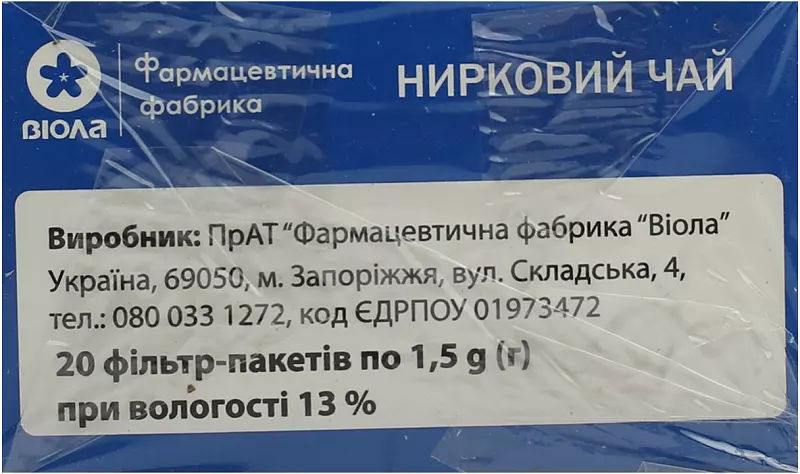 Фармацевтична
фабрика
ВІОЛА
НИРКОВИЙ ЧАЙ
Виробник: ПрАТ "Фармацевтична фабрика "Віола"
Україна, 69050, м. Запоріжжя, вул. Складська, 4,
тел.: 080 033 1272, код ЄДРПОУ 01973472
20 фільтр-пакетів по 1,5 g (г)
при вологості 13 %